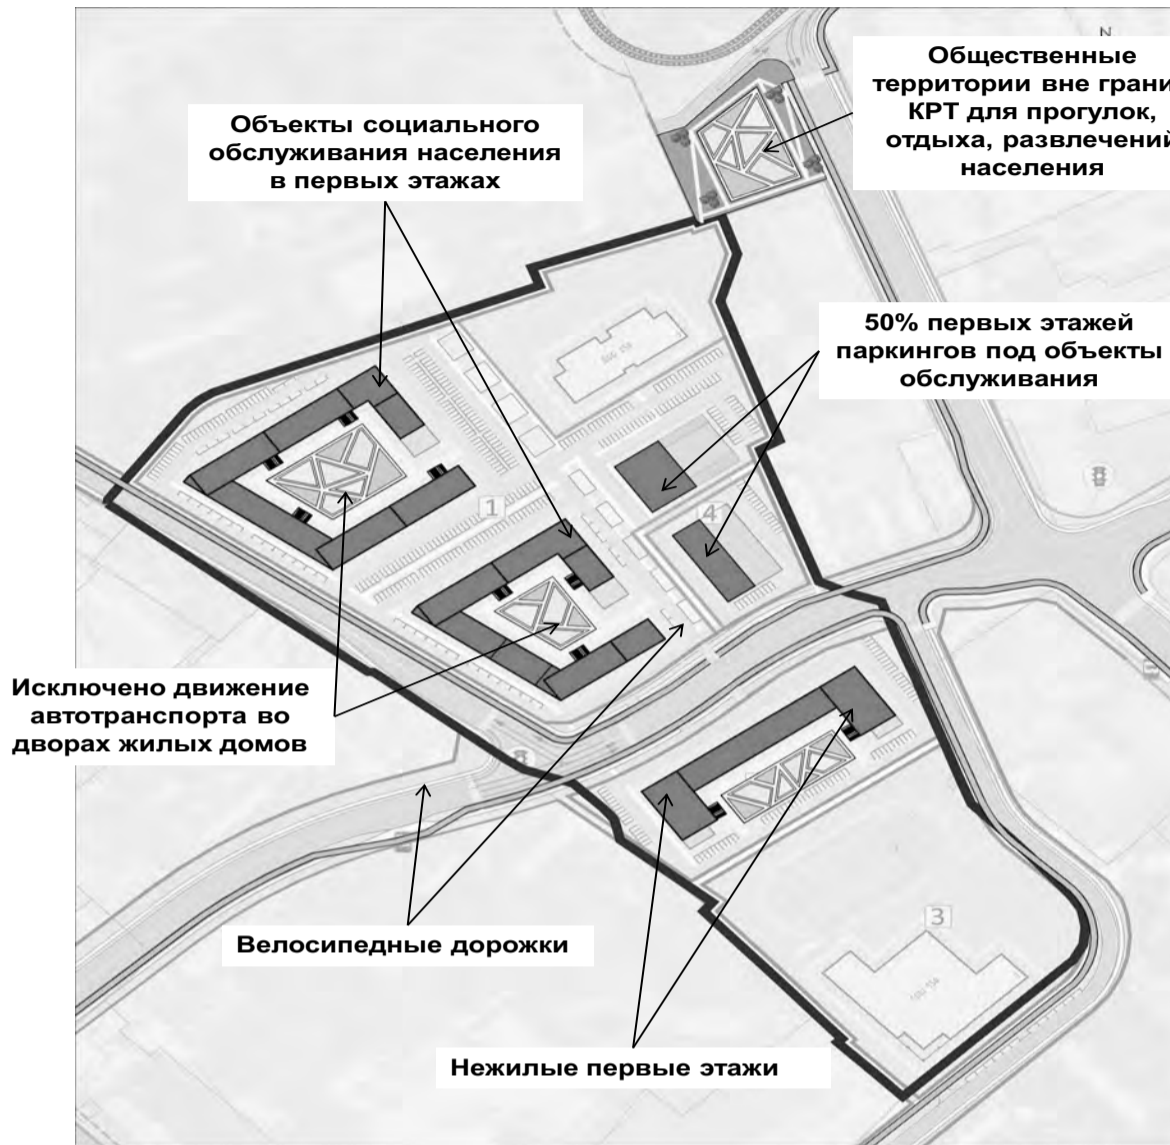 Общественные
территории вне грани
КРТ для прогулок,
отдыха, развлечений
населения
Объекты социального
обслуживания населения
в первых этажах
50% первых этажей
паркингов под объекты
обслуживания
1
4
Исключено движение
автотранспорта во
дворах жилых домов
3
Велосипедные дорожки
Нежилые первые этажи